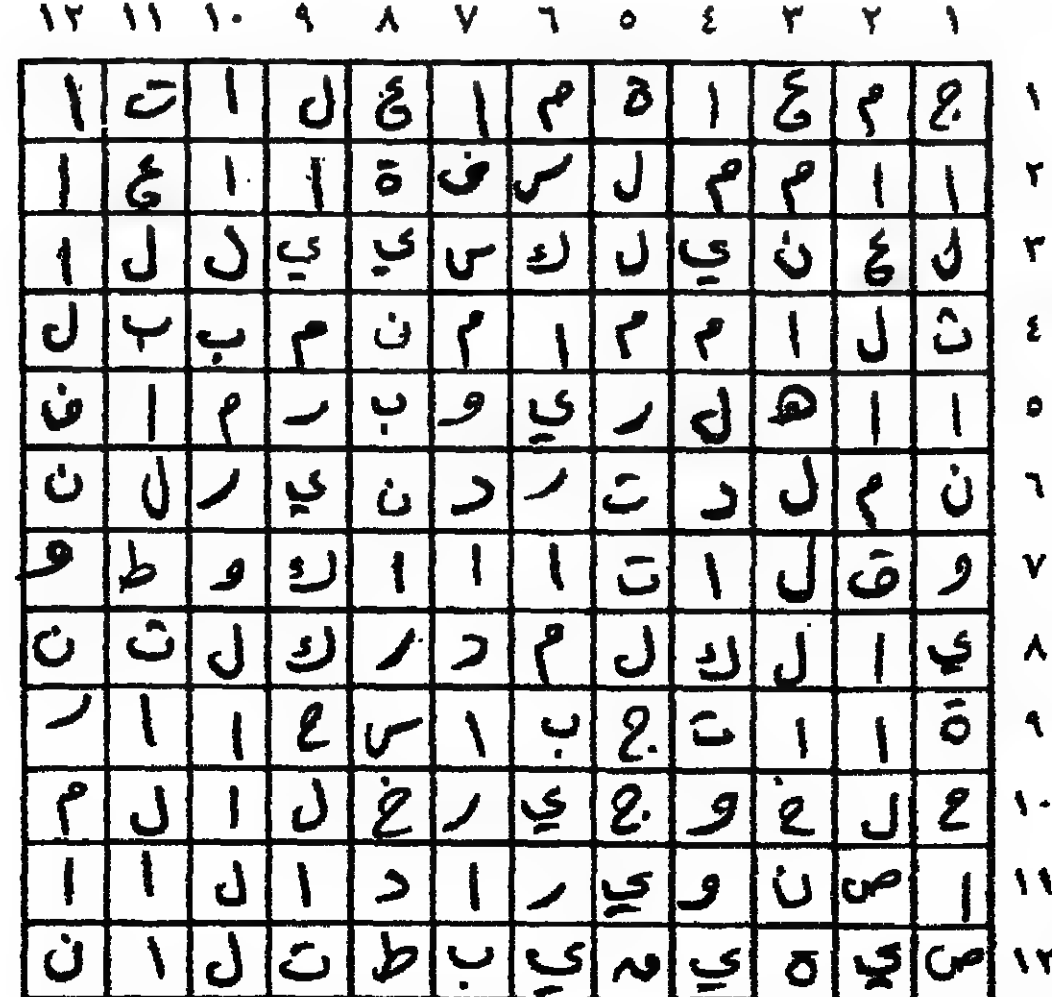 ١ ٢ ٣ ٤ ٥ ٦ ٧ ٨ ٩ ١٠ ١١ ١٢
١ ج م ع ا ة م ا غ ل ا ت ا
٢ ا ا م م ل س ف ة ا ا ع ا
٣ ل ع ن ي ل ك س ي ي ل ل ا
٤ ث ل ا م م ا م ن م ب ب ل
٥ ا ا ه ل ر ي و ب ر م ا ف
٦ ن م ل د ت ر د ن ي ر ل ن
٧ و ق ل ا ت ا ا ا ك و ط و
٨ ي ا ل ك ل م د ر ك ل ت ن
٩ ة ا ا ت ج ب ا س ح ا ا ر
١٠ ح ل خ و ج ي ر خ ل ا ل م
١١ ا ص ن و ي ر ا د ا ل ا ا
١٢ ص ي ة ي ي ب ط ت ل ا ن